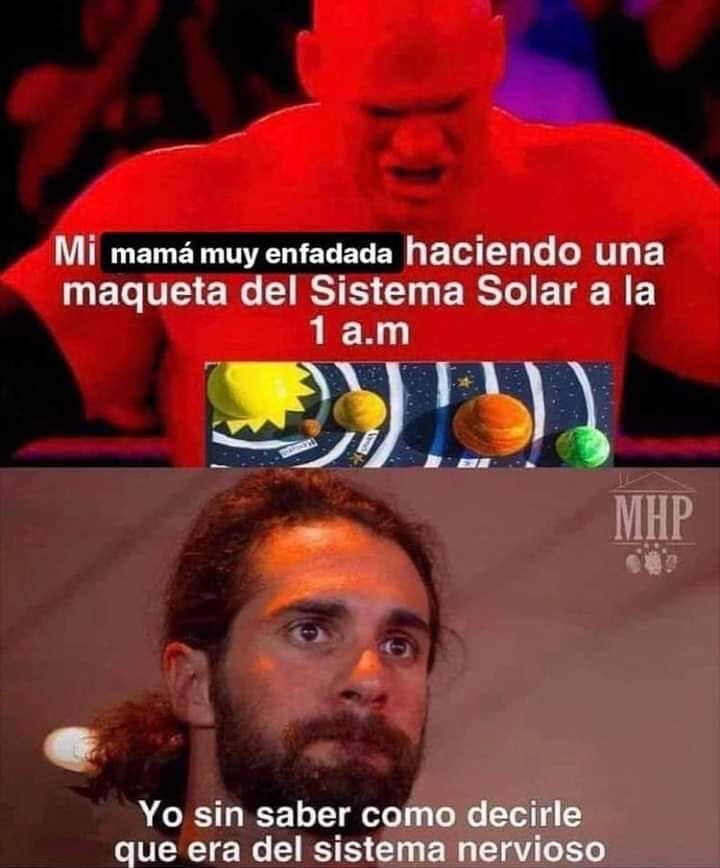 Mi mamá muy enfadada haciendo una
maqueta del Sistema Solar a la
1 a.m
MHP
Yo sin saber como decirle
que era del sistema nervioso